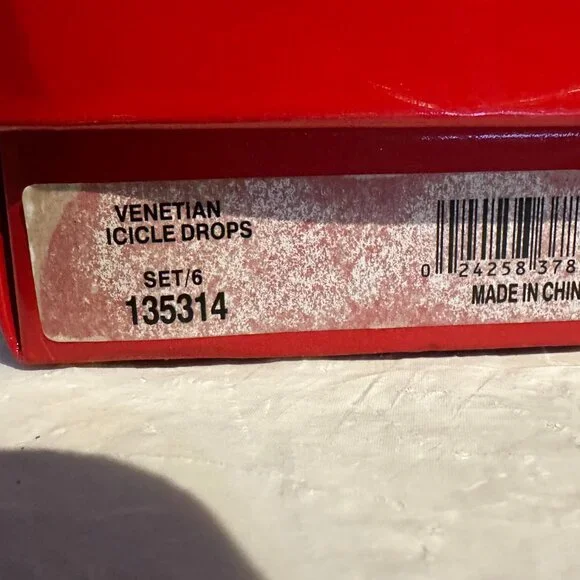 VENETIAN
ICICLE DROPS
SET/6
135314
0 24258 378
MADE IN CHIN